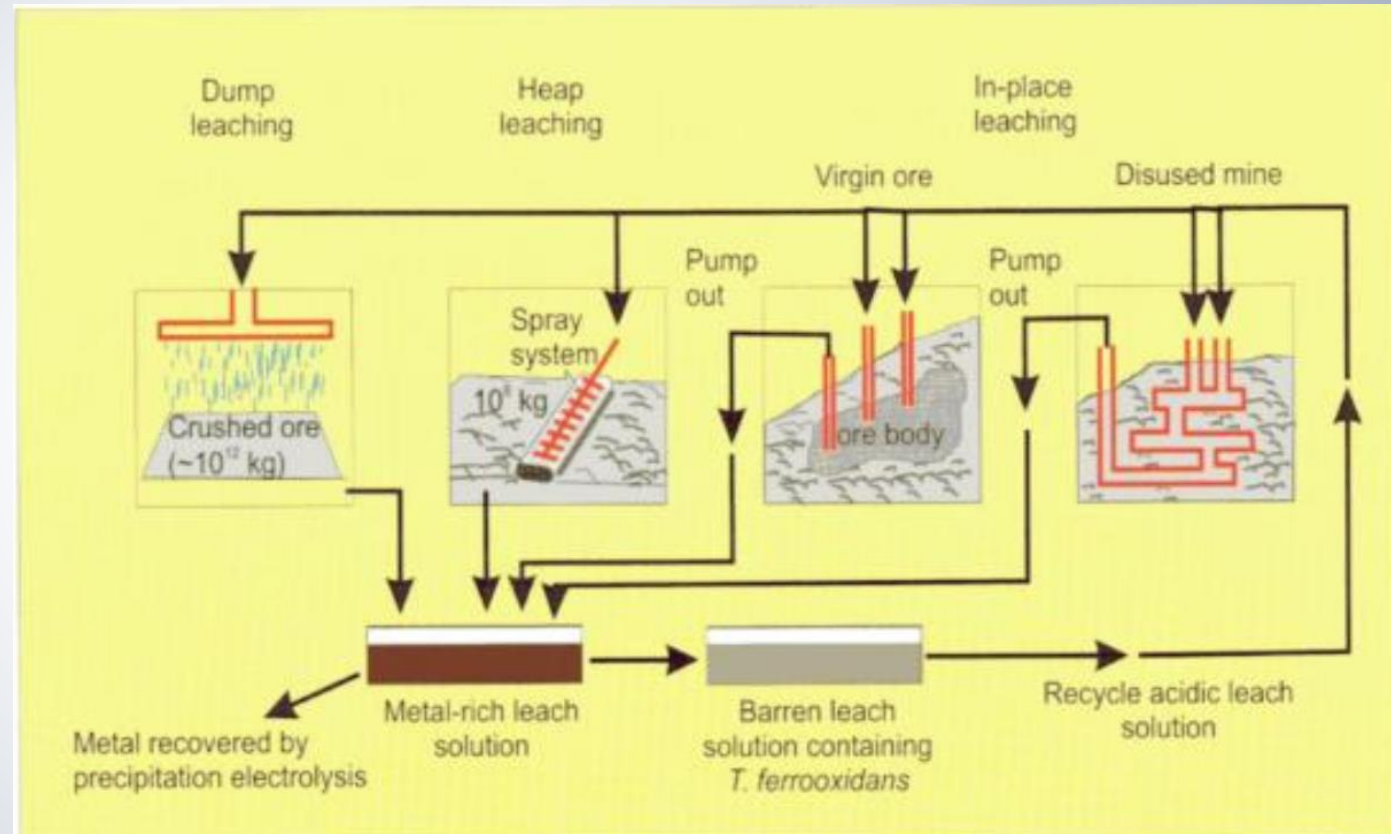 Dump
leaching
Heap
leaching
In-place
leaching
Virgin ore
Disused mine
Pump
out
Pump
out
Spray
system
10⁸ kg
Crushed ore
(~10¹² kg)
ore body
Metal-rich leach
solution
Barren leach
solution containing
T. ferrooxidans
Recycle acidic leach
solution
Metal recovered by
precipitation electrolysis